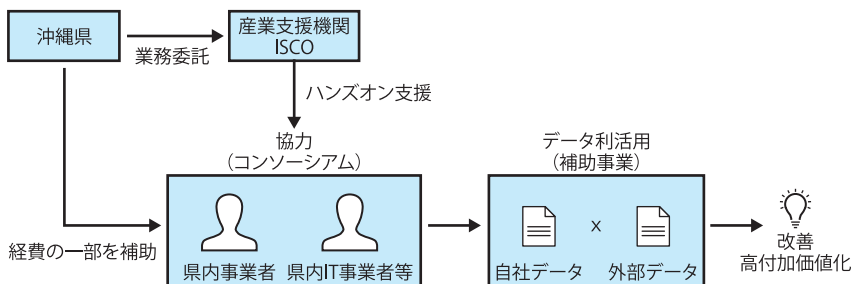 沖縄県
業務委託
産業支援機関
ISCO
ハンズオン支援
協力
(コンソーシアム)
データ利活用
(補助事業)
経費の一部を補助
県内事業者
県内IT事業者等
自社データ
x
外部データ
改善
高付加価値化